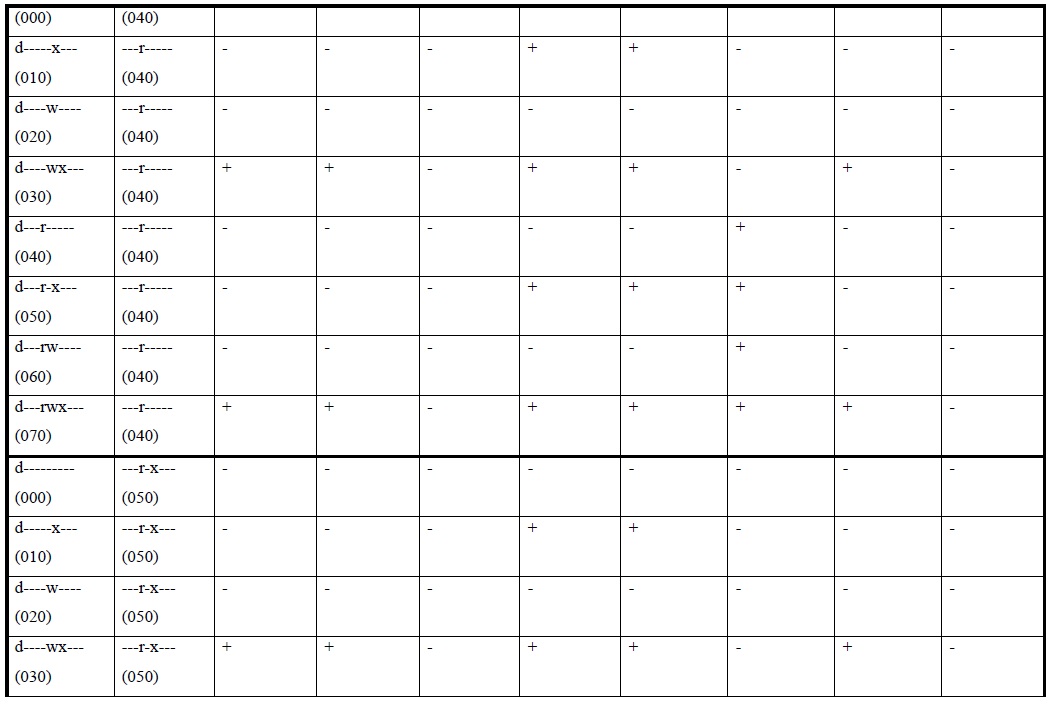 (000) (040)
d-----x--- ---r----- - - - + + - - -
(010) (040)
d----w---- ---r----- - - - - - - - -
(020) (040)
d----wx--- ---r----- + + - + + - + -
(030) (040)
d---r----- ---r----- - - - - - + - -
(040) (040)
d---r-x--- ---r----- - - - + + + - -
(050) (040)
d---rw---- ---r----- - - - - - + - -
(060) (040)
d---rwx--- ---r----- + + - + + + + -
(070) (040)
d--------- ---r-x--- - - - - - - - -
(000) (050)
d-----x--- ---r-x--- - - - + + - - -
(010) (050)
d----w---- ---r-x--- - - - - - - - -
(020) (050)
d----wx--- ---r-x--- + + - + + - + -
(030) (050)